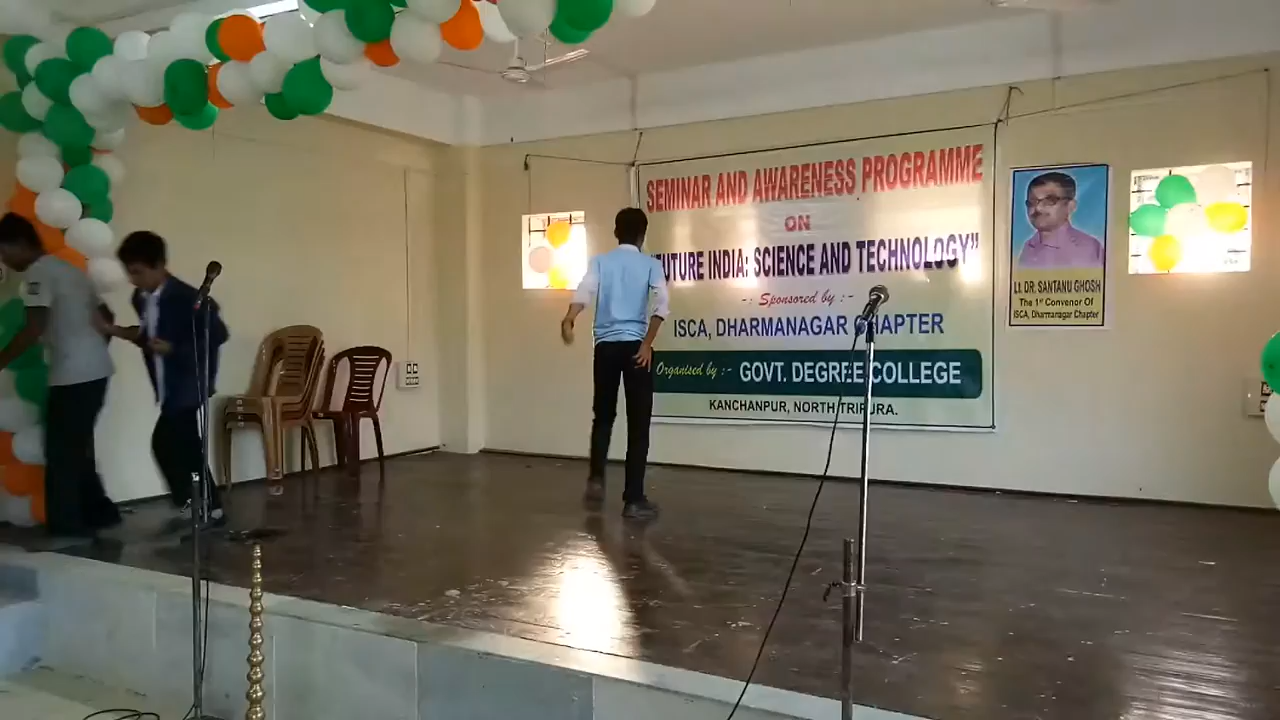 SEMINAR AND AWARENESS PROGRAMME
ON
"FUTURE INDIA: SCIENCE AND TECHNOLOGY"
-: Sponsored by :-
ISCA, DHARMANAGAR CHAPTER
Organised by :- GOVT. DEGREE COLLEGE
KANCHANPUR, NORTH TRIPURA.
Lt. DR. SANTANU GHOSH
The 1st Convenor Of
ISCA, Dharmanagar Chapter